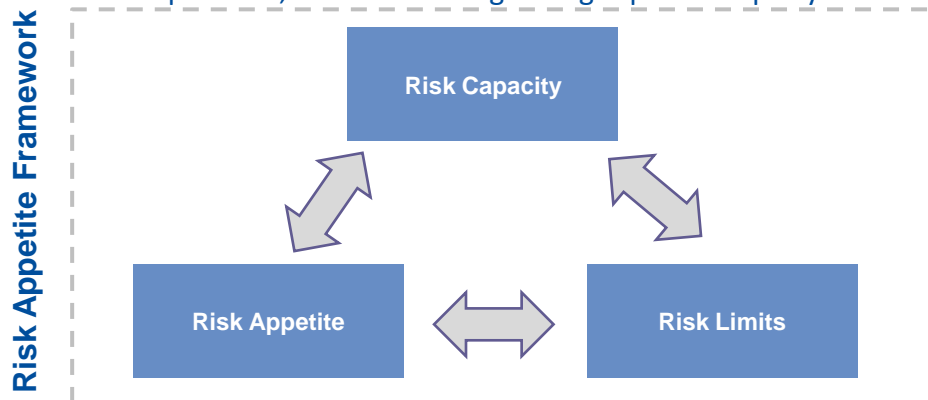 Risk Appetite Framework
Risk Capacity
Risk Appetite
Risk Limits